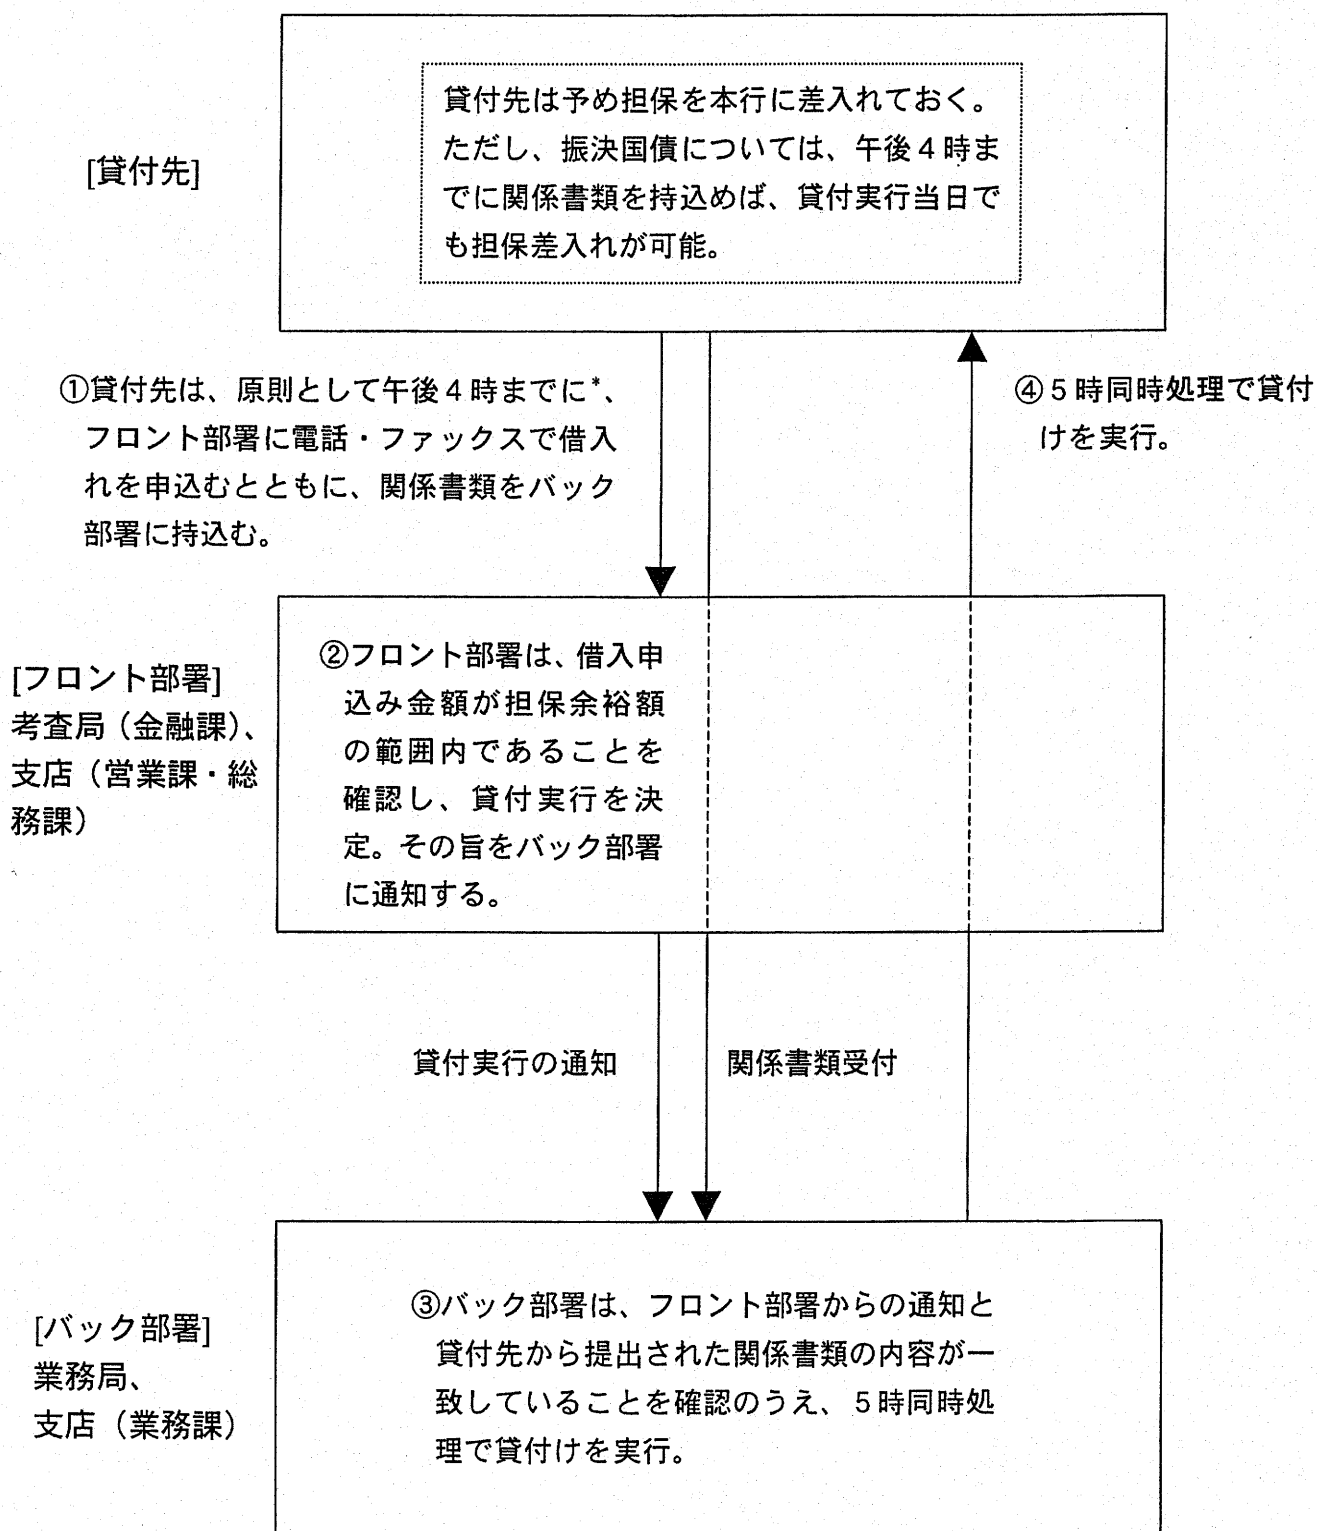 [貸付先]
貸付先は予め担保を本行に差入れておく。
ただし、振決国債については、午後４時ま
でに関係書類を持込めば、貸付実行当日で
も担保差入れが可能。
①貸付先は、原則として午後４時までに*、
フロント部署に電話・ファックスで借入
れを申込むとともに、関係書類をバック
部署に持込む。
④５時同時処理で貸付
けを実行。
[フロント部署]
考査局（金融課）、
支店（営業課・総
務課）
②フロント部署は、借入申
込み金額が担保余裕額
の範囲内であることを
確認し、貸付実行を決
定。その旨をバック部署
に通知する。
貸付実行の通知
関係書類受付
[バック部署]
業務局、
支店（業務課）
③バック部署は、フロント部署からの通知と
貸付先から提出された関係書類の内容が一
致していることを確認のうえ、５時同時処
理で貸付けを実行。